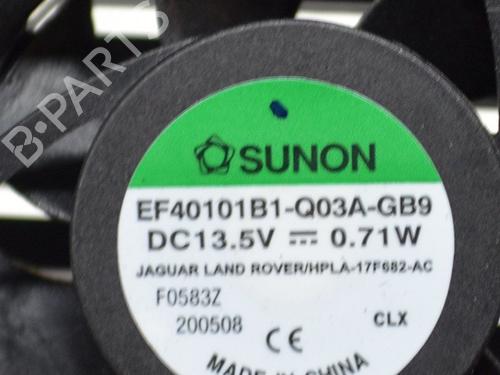 B-PARTS
SUNON
EF40101B1-Q03A-GB9
DC13.5V ⎓ 0.71W
JAGUAR LAND ROVER/HPLA-17F682-AC
F0583Z
200508
CE
CLX
MADE IN CHINA